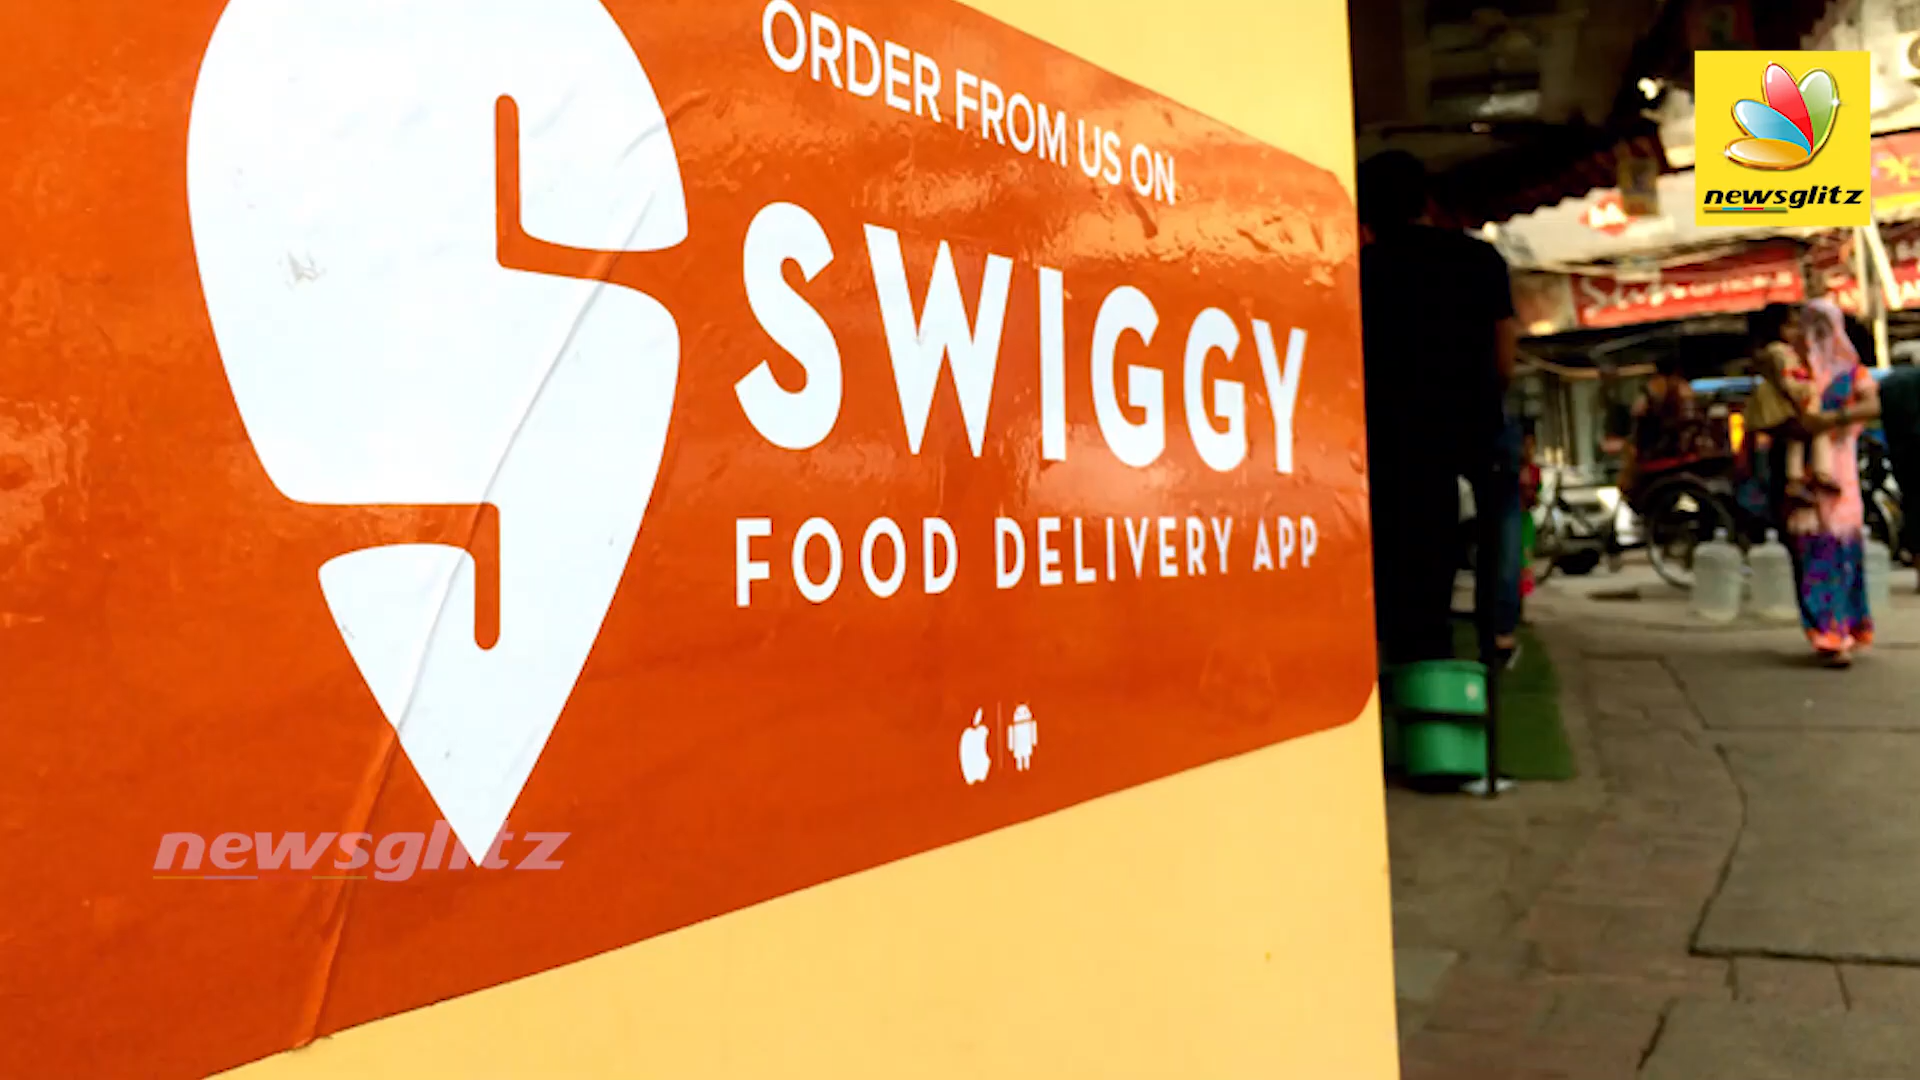 ORDER FROM US ON
SWIGGY
FOOD DELIVERY APP
newsglitz
newsglitz